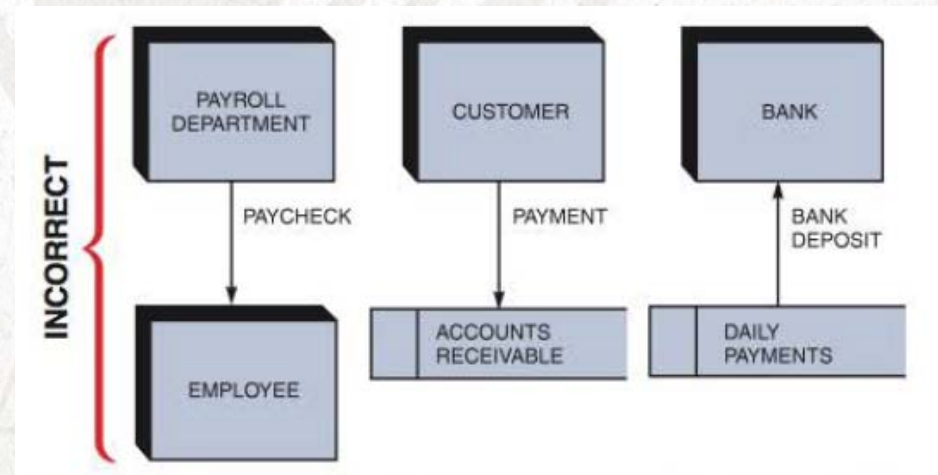 INCORRECT
PAYROLL
DEPARTMENT
PAYCHECK
EMPLOYEE
CUSTOMER
PAYMENT
ACCOUNTS
RECEIVABLE
BANK
BANK
DEPOSIT
DAILY
PAYMENTS